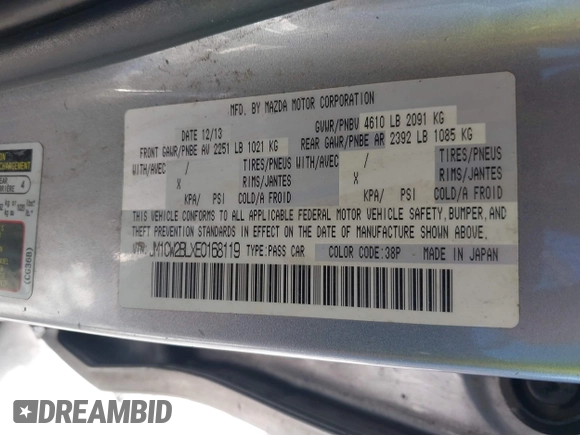 MFD. BY MAZDA MOTOR CORPORATION
DATE 12/13
GVWR/PNBV 4610 LB 2091 KG
FRONT GAWR/PNBE AV 2251 LB 1021 KG
REAR GAWR/PNBE AR 2392 LB 1085 KG
WITH/AVEC / TIRES/PNEUS
WITH/AVEC / TIRES/PNEUS
X RIMS/JANTES
X RIMS/JANTES
KPA/ PSI COLD/A FROID
KPA/ PSI COLD/A FROID
THIS VEHICLE CONFORMS TO ALL APPLICABLE FEDERAL MOTOR VEHICLE SAFETY, BUMPER, AND
THEFT PREVENTION STANDARDS IN EFFECT ON THE DATE OF MANUFACTURE SHOWN ABOVE.
VIN: JM1CW2BLXE0168119 TYPE:PASS CAR COLOR CODE:38P MADE IN JAPAN
4
(CC36B)
DREAMBID